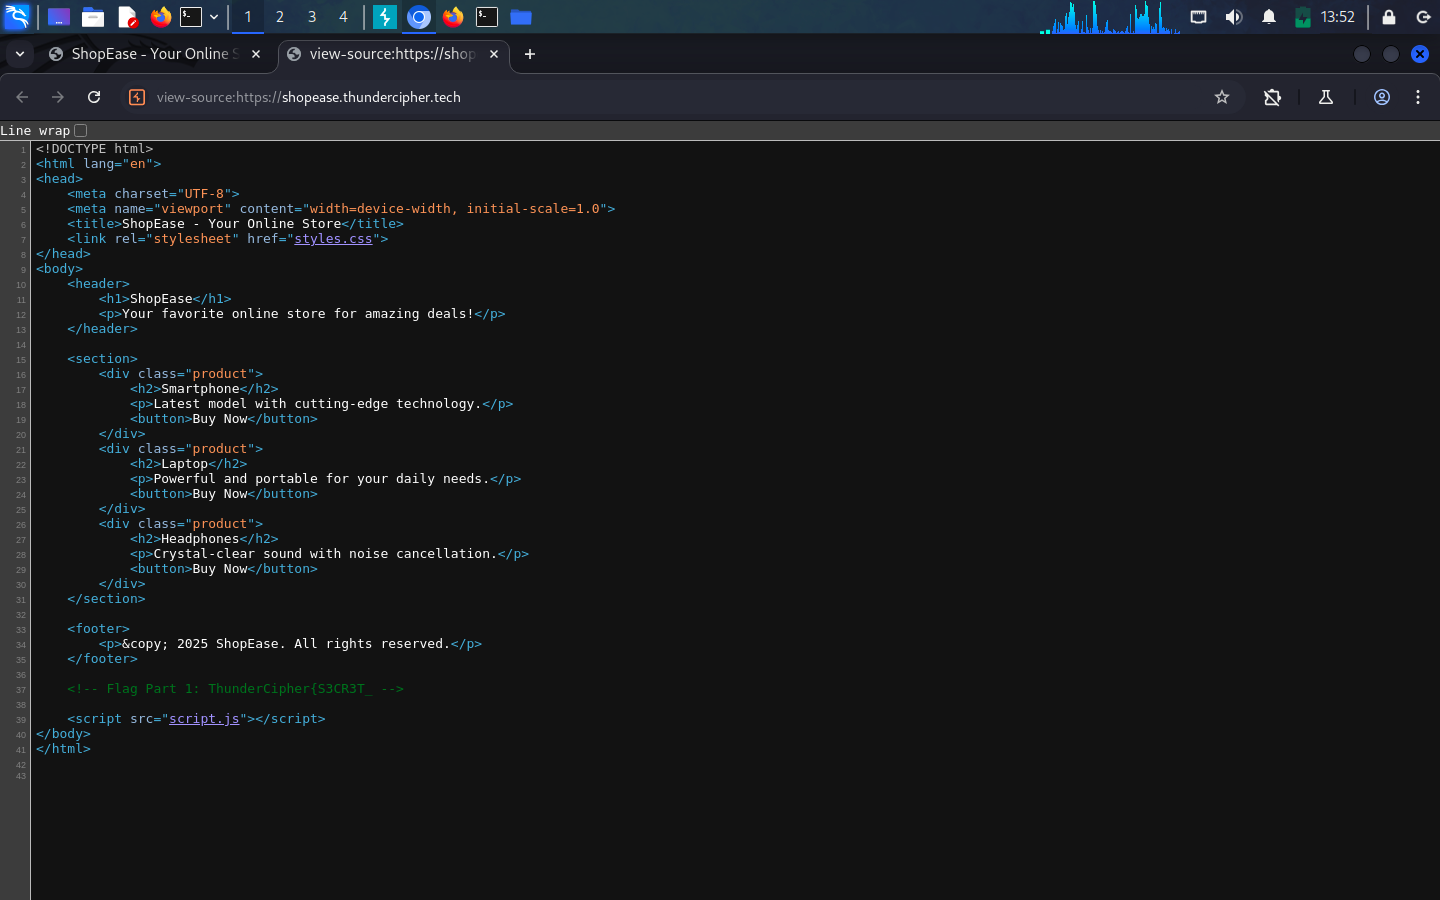 1 2 3 4 13:52
ShopEase - Your Online S view-source:https://shop
view-source:https://shopease.thundercipher.tech
Line wrap
1 <!DOCTYPE html>
2 <html lang="en">
3 <head>
4     <meta charset="UTF-8">
5     <meta name="viewport" content="width=device-width, initial-scale=1.0">
6     <title>ShopEase - Your Online Store</title>
7     <link rel="stylesheet" href="styles.css">
8 </head>
9 <body>
10     <header>
11         <h1>ShopEase</h1>
12         <p>Your favorite online store for amazing deals!</p>
13     </header>
14
15     <section>
16         <div class="product">
17             <h2>Smartphone</h2>
18             <p>Latest model with cutting-edge technology.</p>
19             <button>Buy Now</button>
20         </div>
21         <div class="product">
22             <h2>Laptop</h2>
23             <p>Powerful and portable for your daily needs.</p>
24             <button>Buy Now</button>
25         </div>
26         <div class="product">
27             <h2>Headphones</h2>
28             <p>Crystal-clear sound with noise cancellation.</p>
29             <button>Buy Now</button>
30         </div>
31     </section>
32
33     <footer>
34         <p>&copy; 2025 ShopEase. All rights reserved.</p>
35     </footer>
36
37     <!-- Flag Part 1: ThunderCipher{S3CR3T_ -->
38
39     <script src="script.js"></script>
40 </body>
41 </html>
42
43